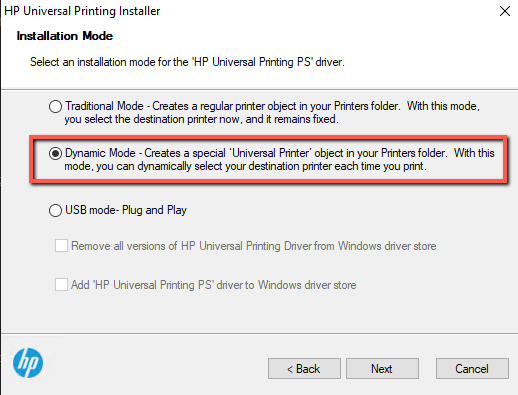 HP Universal Printing Installer
Installation Mode
Select an installation mode for the 'HP Universal Printing PS' driver.
Traditional Mode - Creates a regular printer object in your Printers folder.  With this mode,
you select the destination printer now, and it remains fixed.
Dynamic Mode - Creates a special 'Universal Printer' object in your Printers folder.  With this
mode, you can dynamically select your destination printer each time you print.
USB mode- Plug and Play
Remove all versions of HP Universal Printing Driver from Windows driver store
Add 'HP Universal Printing PS' driver to Windows driver store
hp
< Back
Next
Cancel